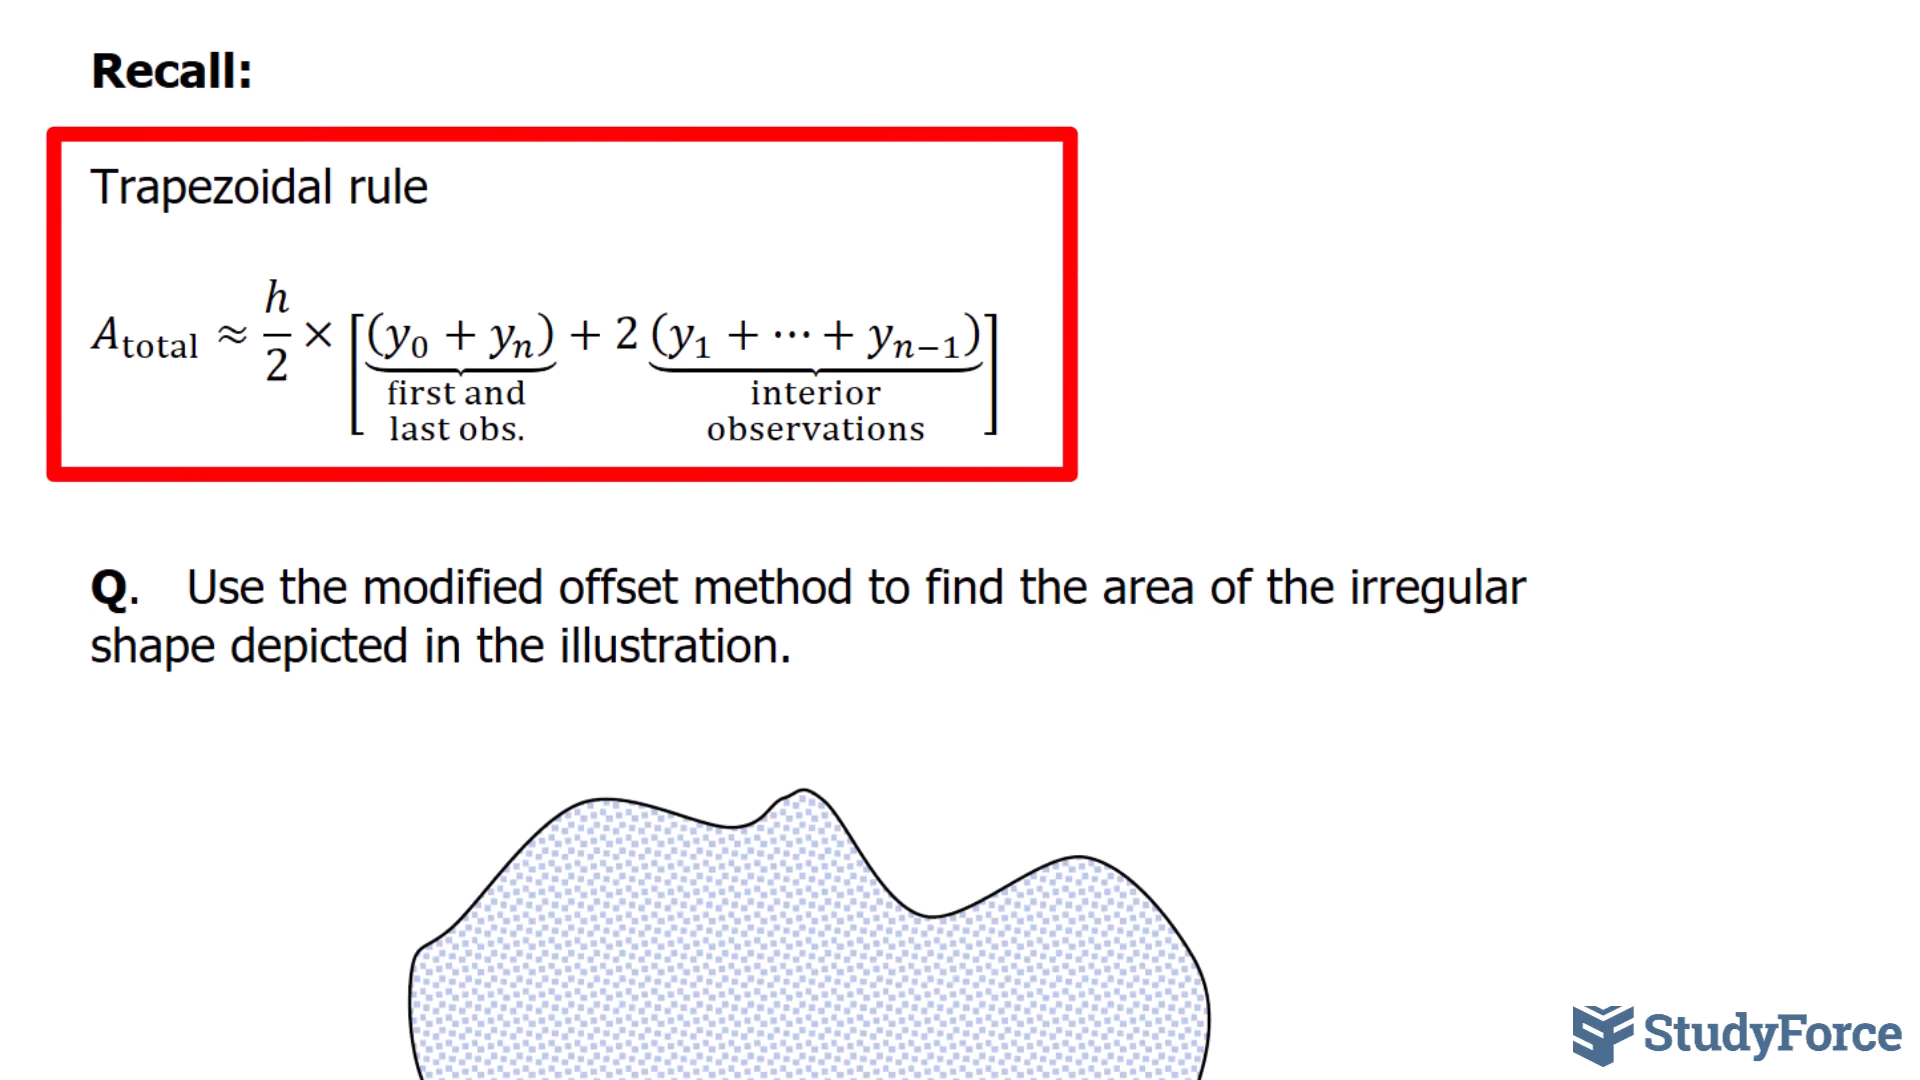 Recall:
Trapezoidal rule
A_total ≈ h/2 × [(y_0 + y_n) + 2 (y_1 + ⋯ + y_{n−1})]
first and interior
last obs. observations
Q. Use the modified offset method to find the area of the irregular
shape depicted in the illustration.
StudyForce